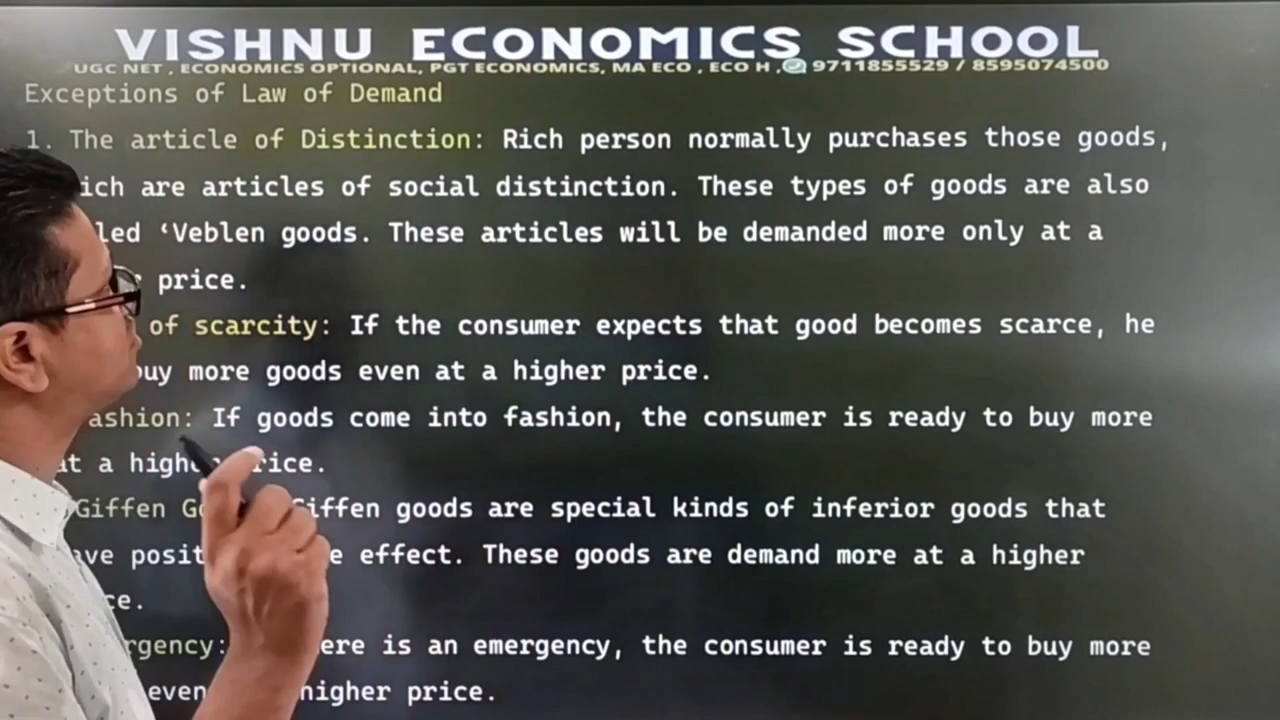 VISHNU ECONOMICS SCHOOL
UGC NET , ECONOMICS OPTIONAL, PGT ECONOMICS, MA ECO , ECO H , 9711855529 / 8595074500
Exceptions of Law of Demand
1. The article of Distinction: Rich person normally purchases those goods,
ich are articles of social distinction. These types of goods are also
led ‘Veblen goods. These articles will be demanded more only at a
price.
of scarcity: If the consumer expects that good becomes scarce, he
buy more goods even at a higher price.
ashion: If goods come into fashion, the consumer is ready to buy more
at a highe rice.
Giffen G iffen goods are special kinds of inferior goods that
ve posit e effect. These goods are demand more at a higher
ce.
rgency: ere is an emergency, the consumer is ready to buy more
even higher price.